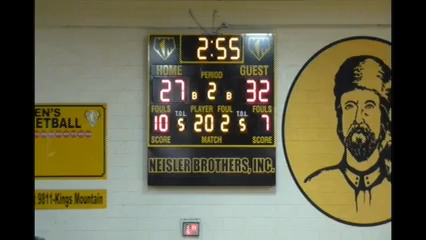 2:55
HOME PERIOD GUEST
27 B 2 B 32
FOULS PLAYER FOUL FOULS
T.O.L. T.O.L.
10 5 20 2 5 7
SCORE MATCH SCORE
NEISLER BROTHERS, INC.
EN'S
ETBALL
9811-Kings Mountain